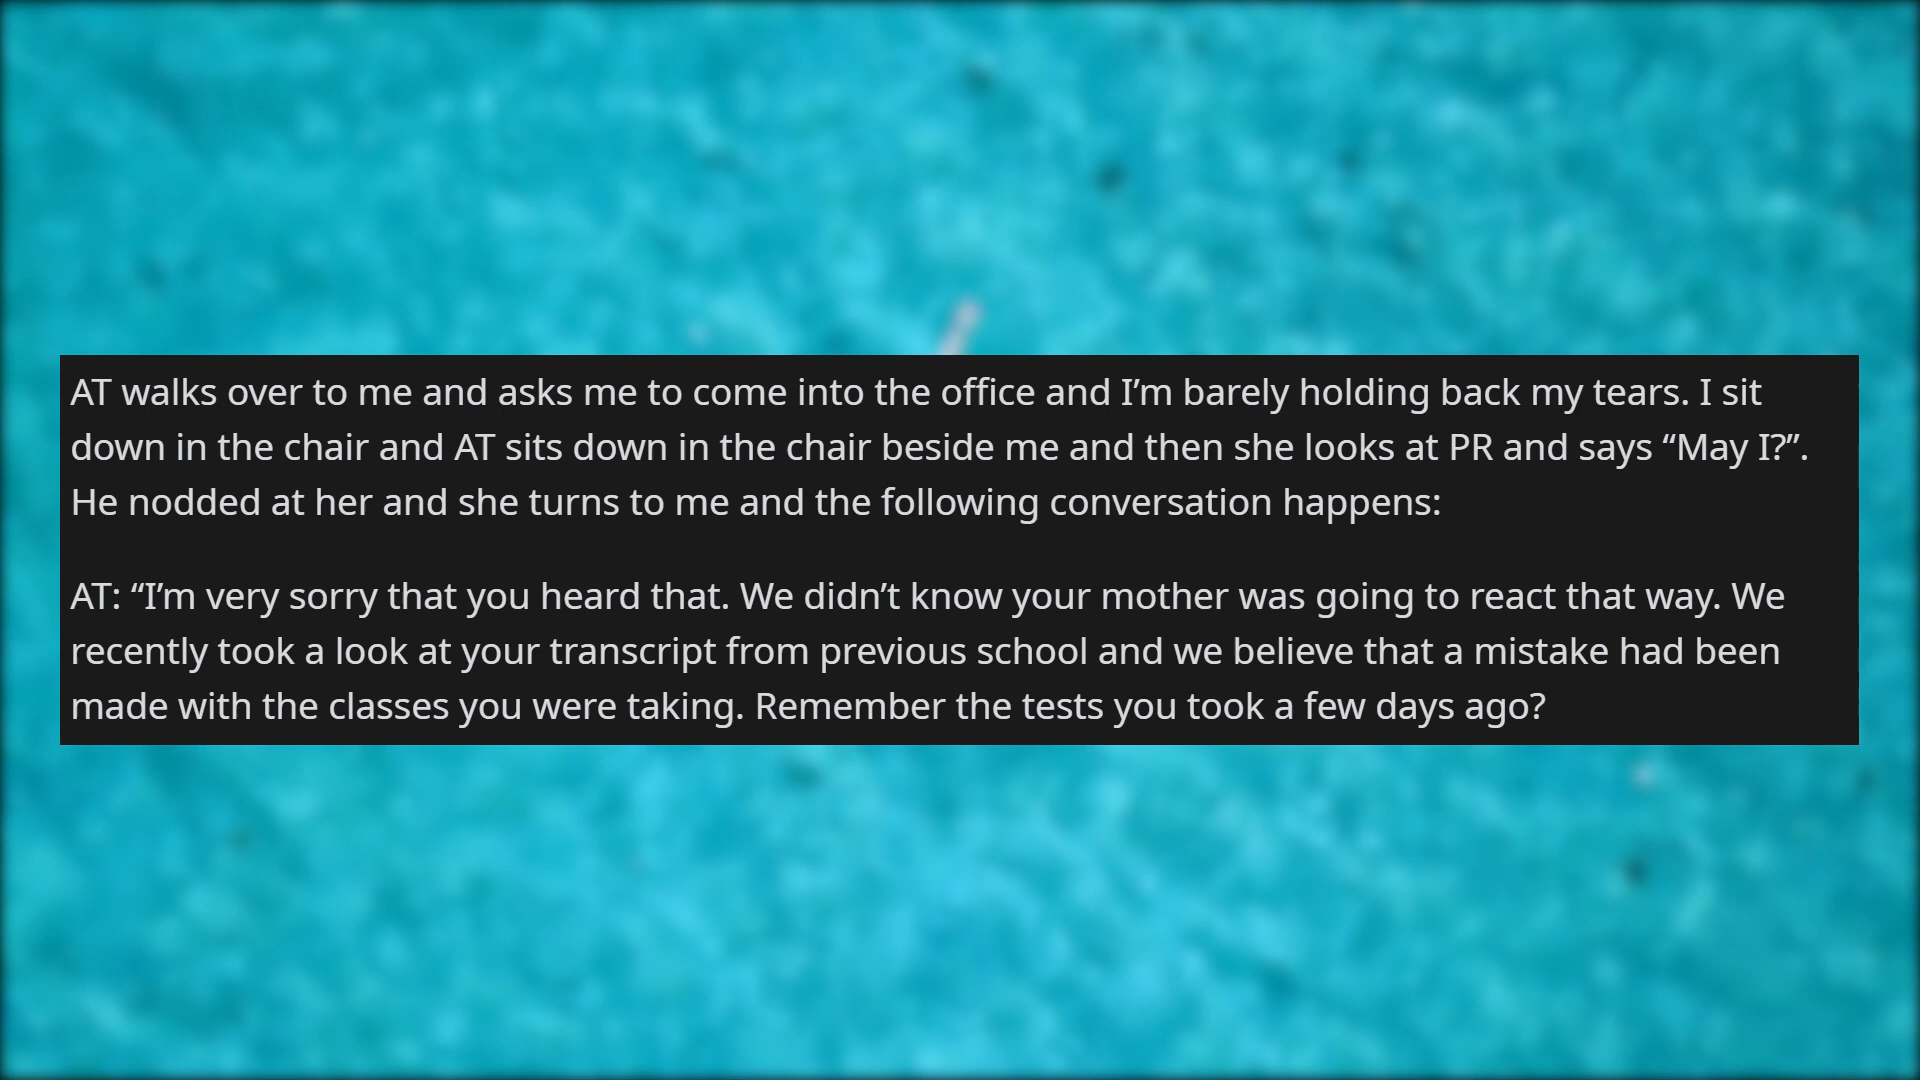 AT walks over to me and asks me to come into the office and I’m barely holding back my tears. I sit
down in the chair and AT sits down in the chair beside me and then she looks at PR and says “May I?”.
He nodded at her and she turns to me and the following conversation happens:
AT: “I’m very sorry that you heard that. We didn’t know your mother was going to react that way. We
recently took a look at your transcript from previous school and we believe that a mistake had been
made with the classes you were taking. Remember the tests you took a few days ago?